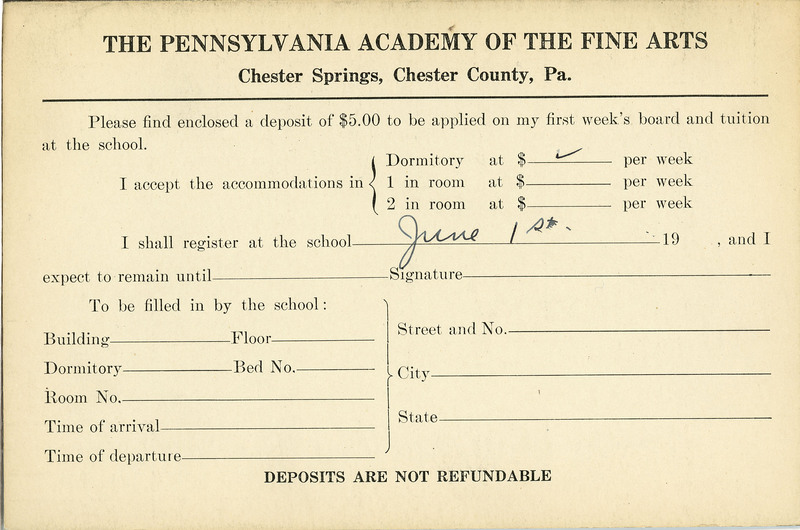 THE PENNSYLVANIA ACADEMY OF THE FINE ARTS
Chester Springs, Chester County, Pa.
Please find enclosed a deposit of $5.00 to be applied on my first week's board and tuition
at the school.
Dormitory at $ ✓ per week
I accept the accommodations in { 1 in room at $ per week
2 in room at $ per week
I shall register at the school June 1st. 19 , and I
expect to remain until Signature
To be filled in by the school:
Street and No.
Building Floor
Dormitory Bed No.
City
Room No.
State
Time of arrival
Time of departure
DEPOSITS ARE NOT REFUNDABLE